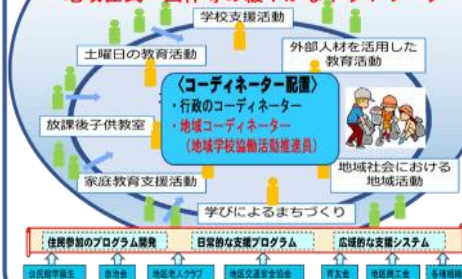 学校支援活動
土曜日の教育活動
外部人材を活用した
教育活動
〈コーディネーター配置〉
・行政のコーディネーター
・地域コーディネーター
(地域学校協働活動推進員)
放課後子供教室
家庭教育支援活動
地域社会における
地域活動
学びによるまちづくり
住民参加のプログラム開発
日常的な支援プログラム
広域的な支援システム
公民館学級生
自治会
地区老人クラブ
地区交通安全協会
育友会
地区商工会